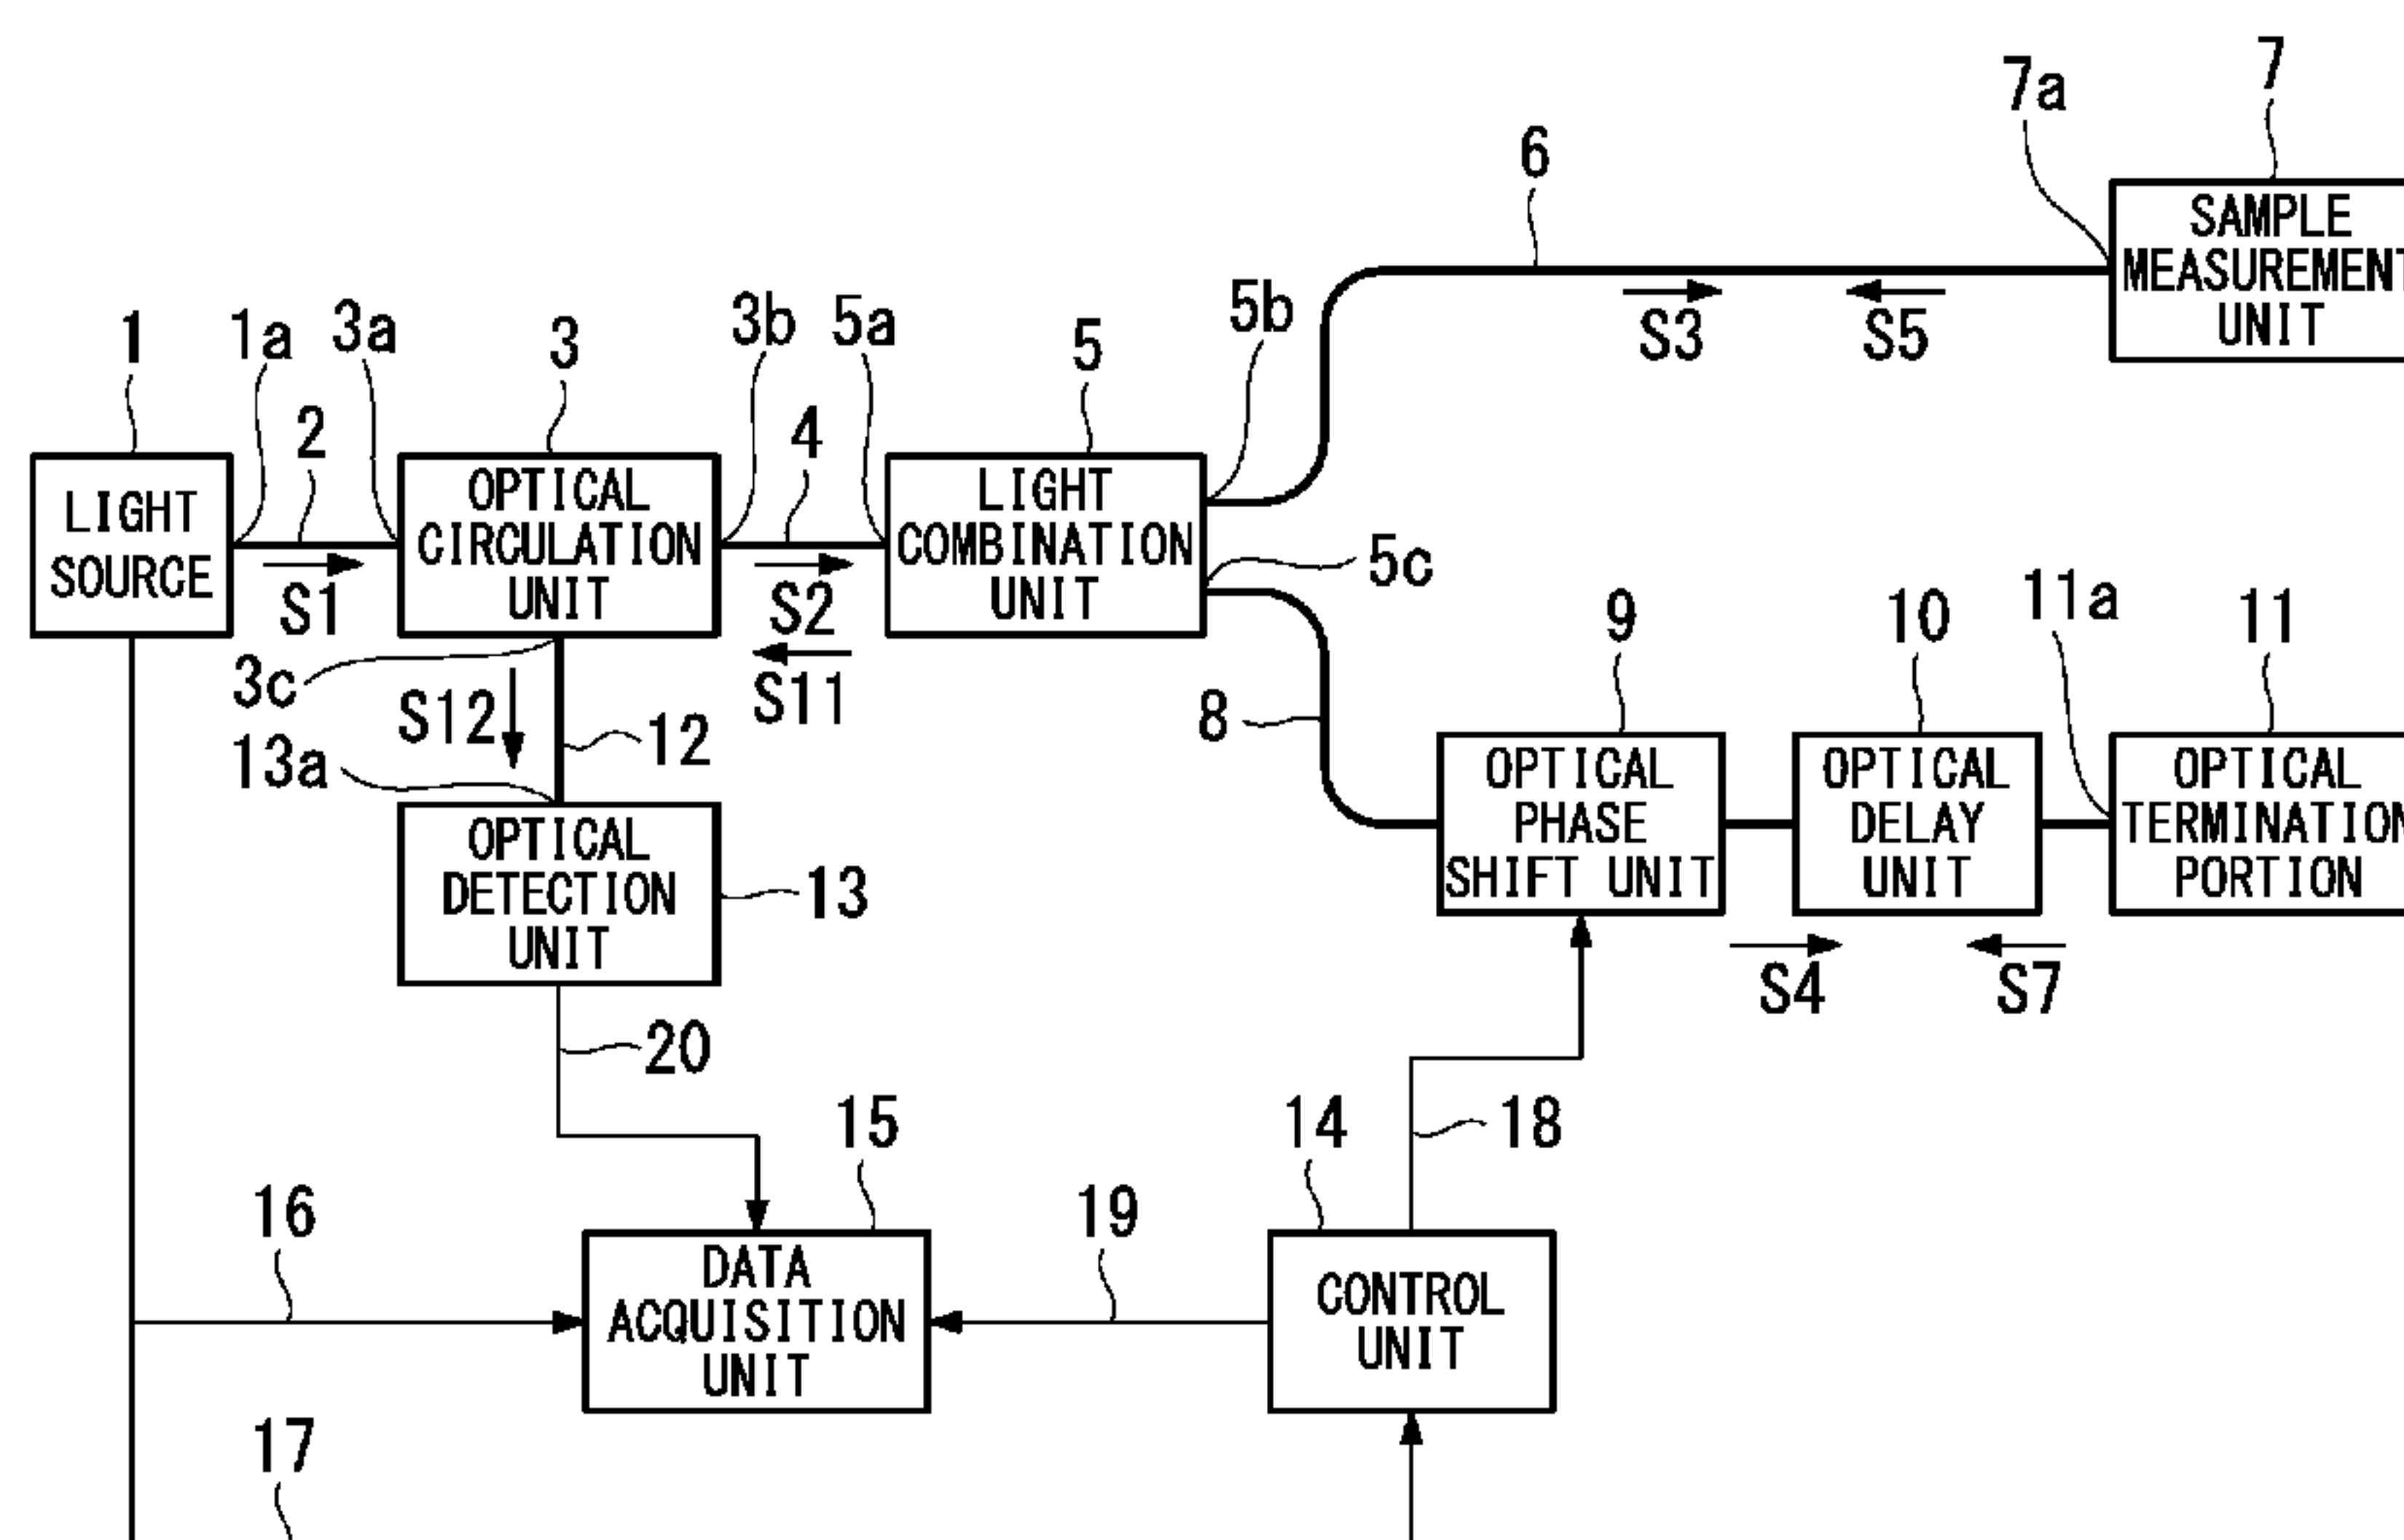 7
7a
6
SAMPLE
MEASUREMENT
UNIT
S3
S5
5b
3b
5a
1
1a
3a
3
5
2
4
LIGHT
SOURCE
OPTICAL
CIRCULATION
UNIT
LIGHT
COMBINATION
UNIT
5c
S1
S2
3c
S11
S12
12
13a
8
9
10
11a
11
OPTICAL
PHASE
SHIFT UNIT
OPTICAL
DELAY
UNIT
OPTICAL
TERMINATION
PORTION
OPTICAL
DETECTION
UNIT
13
S4
S7
20
15
14
18
16
19
DATA
ACQUISITION
UNIT
CONTROL
UNIT
17